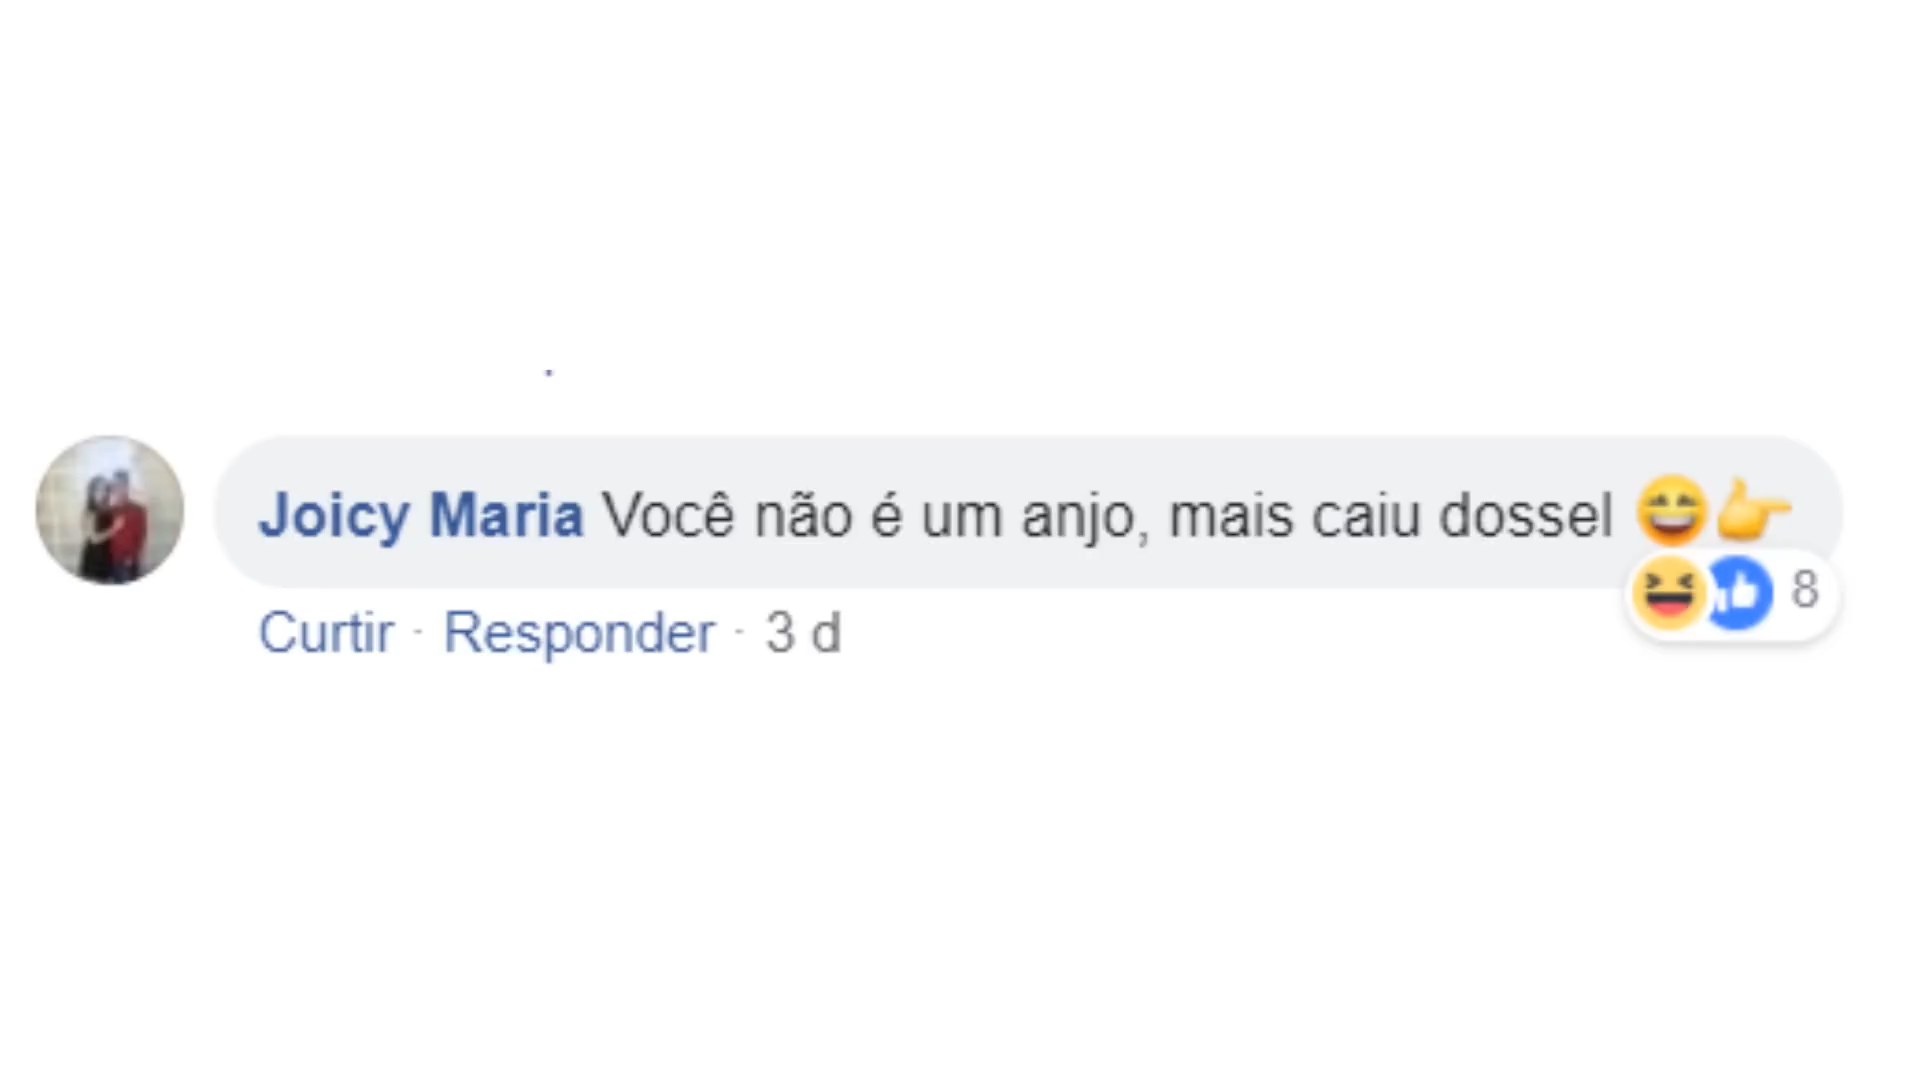 Joicy Maria Você não é um anjo, mais caiu dossel 😄👉
8
Curtir · Responder · 3 d